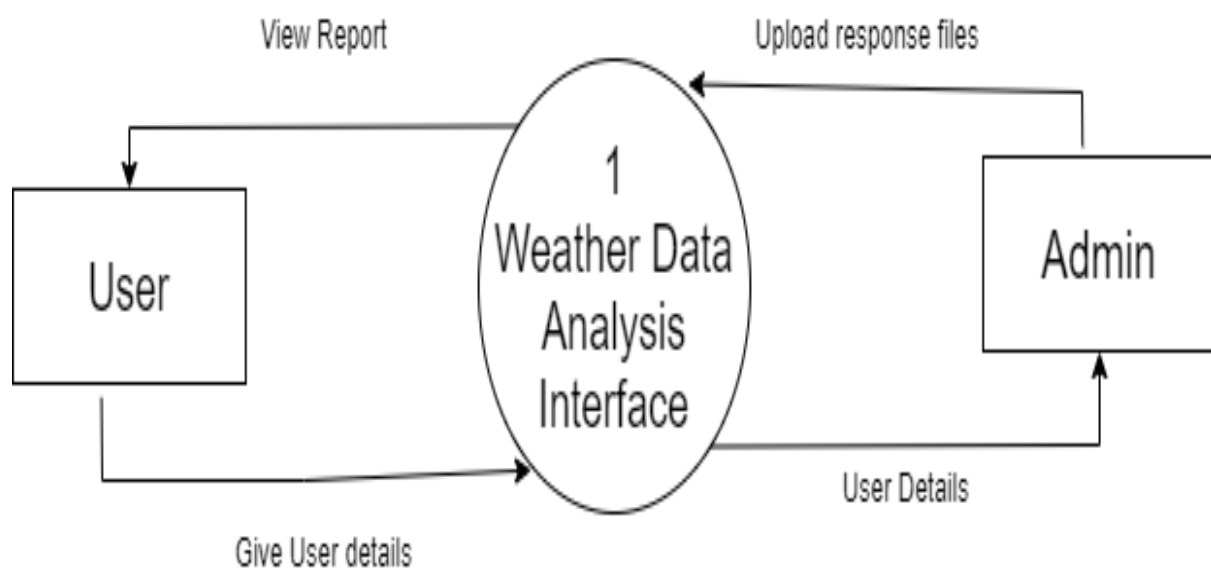 View Report
Upload response files
1
Weather Data
Analysis
Interface
User
Admin
User Details
Give User details